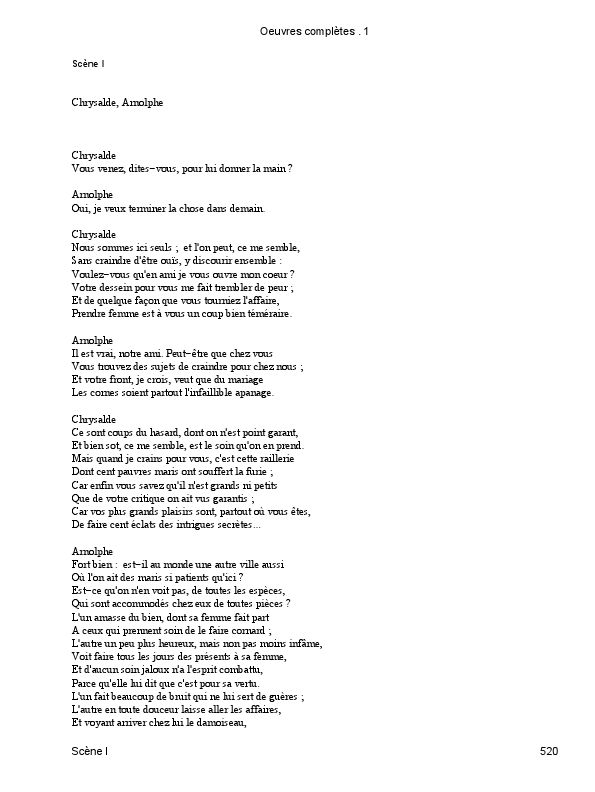 Oeuvres complètes . 1
Scène I
Chrysalde, Arnolphe
Chrysalde
Vous venez, dites−vous, pour lui donner la main ?
Arnolphe
Oui, je veux terminer la chose dans demain.
Chrysalde
Nous sommes ici seuls ; et l'on peut, ce me semble,
Sans craindre d'être ouïs, y discourir ensemble :
Voulez−vous qu'en ami je vous ouvre mon coeur ?
Votre dessein pour vous me fait trembler de peur ;
Et de quelque façon que vous tourniez l'affaire,
Prendre femme est à vous un coup bien téméraire.
Arnolphe
Il est vrai, notre ami. Peut−être que chez vous
Vous trouvez des sujets de craindre pour chez nous ;
Et votre front, je crois, veut que du mariage
Les cornes soient partout l'infaillible apanage.
Chrysalde
Ce sont coups du hasard, dont on n'est point garant,
Et bien sot, ce me semble, est le soin qu'on en prend.
Mais quand je crains pour vous, c'est cette raillerie
Dont cent pauvres maris ont souffert la furie ;
Car enfin vous savez qu'il n'est grands ni petits
Que de votre critique on ait vus garantis ;
Car vos plus grands plaisirs sont, partout où vous êtes,
De faire cent éclats des intrigues secrètes...
Arnolphe
Fort bien : est−il au monde une autre ville aussi
Où l'on ait des maris si patients qu'ici ?
Est−ce qu'on n'en voit pas, de toutes les espèces,
Qui sont accommodés chez eux de toutes pièces ?
L'un amasse du bien, dont sa femme fait part
A ceux qui prennent soin de le faire cornard ;
L'autre un peu plus heureux, mais non pas moins infâme,
Voit faire tous les jours des présents à sa femme,
Et d'aucun soin jaloux n'a l'esprit combattu,
Parce qu'elle lui dit que c'est pour sa vertu.
L'un fait beaucoup de bruit qui ne lui sert de guères ;
L'autre en toute douceur laisse aller les affaires,
Et voyant arriver chez lui le damoiseau,
Scène I 520